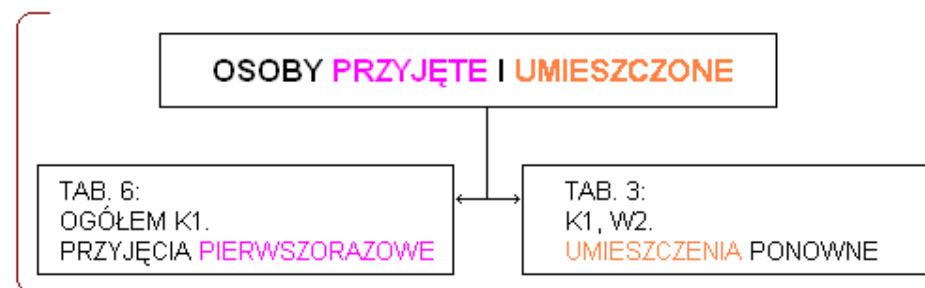 OSOBY PRZYJĘTE I UMIESZCZONE
TAB. 6:
OGÓŁEM K1.
PRZYJĘCIA PIERWSZORAZOWE
TAB. 3:
K1, W2.
UMIESZCZENIA PONOWNE